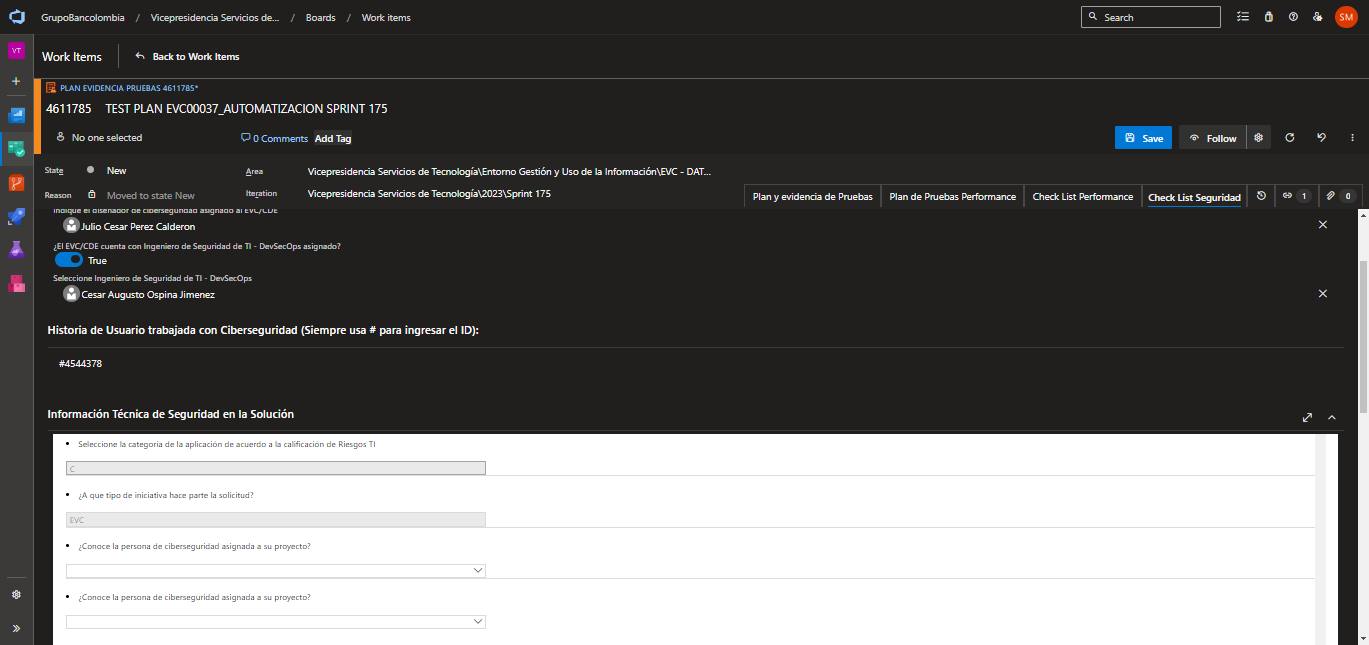 GrupoBancolombia / Vicepresidencia Servicios de... / Boards / Work items
Search
SM
VT
Work Items
Back to Work Items
PLAN EVIDENCIA PRUEBAS 4611785*
4611785 TEST PLAN EVC00037_AUTOMATIZACION SPRINT 175
No one selected
0 Comments
Add Tag
Save
Follow
State
New
Area
Vicepresidencia Servicios de Tecnología\Entorno Gestión y Uso de la Información\EVC - DAT...
Reason
Moved to state New
Iteration
Vicepresidencia Servicios de Tecnología\2023\Sprint 175
Plan y evidencia de Pruebas
Plan de Pruebas Performance
Check List Performance
Check List Seguridad
1
0
Indique el diseñador de ciberseguridad asignado al EVC/CDE
Julio Cesar Perez Calderon
¿El EVC/CDE cuenta con Ingeniero de Seguridad de TI - DevSecOps asignado?
True
Seleccione Ingeniero de Seguridad de TI - DevSecOps
Cesar Augusto Ospina Jimenez
Historia de Usuario trabajada con Ciberseguridad (Siempre usa # para ingresar el ID):
#4544378
Información Técnica de Seguridad en la Solución
• Seleccione la categoría de la aplicación de acuerdo a la calificación de Riesgos TI
C
• ¿A que tipo de iniciativa hace parte la solicitud?
EVC
• ¿Conoce la persona de ciberseguridad asignada a su proyecto?
• ¿Conoce la persona de ciberseguridad asignada a su proyecto?